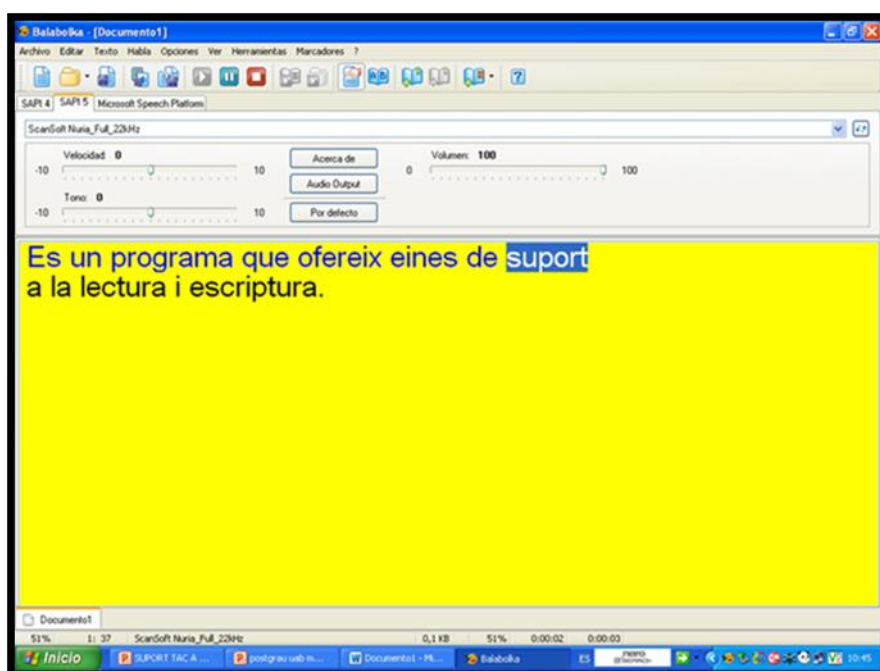 Balabolka - [Documento1]
Archivo Editar Texto Habla Opciones Ver Herramientas Marcadores ?
SAPI 4 SAPI 5 Microsoft Speech Platform
ScanSoft Nuria_Full_22kHz
Velocidad: 0
-10 10
Acerca de
Volumen: 100
0 100
Audio Output
Tono: 0
-10 10
Por defecto
Es un programa que ofereix eines de suport
a la lectura i escriptura.
Documento1
51% 1: 37 ScanSoft Nuria_Full_22kHz 0,1 KB 51% 0:00:02 0:00:03
Inicio SUPORT TAC A ... postgrau uab m... Documento1 - Mi... Balabolka ES nero 10:45